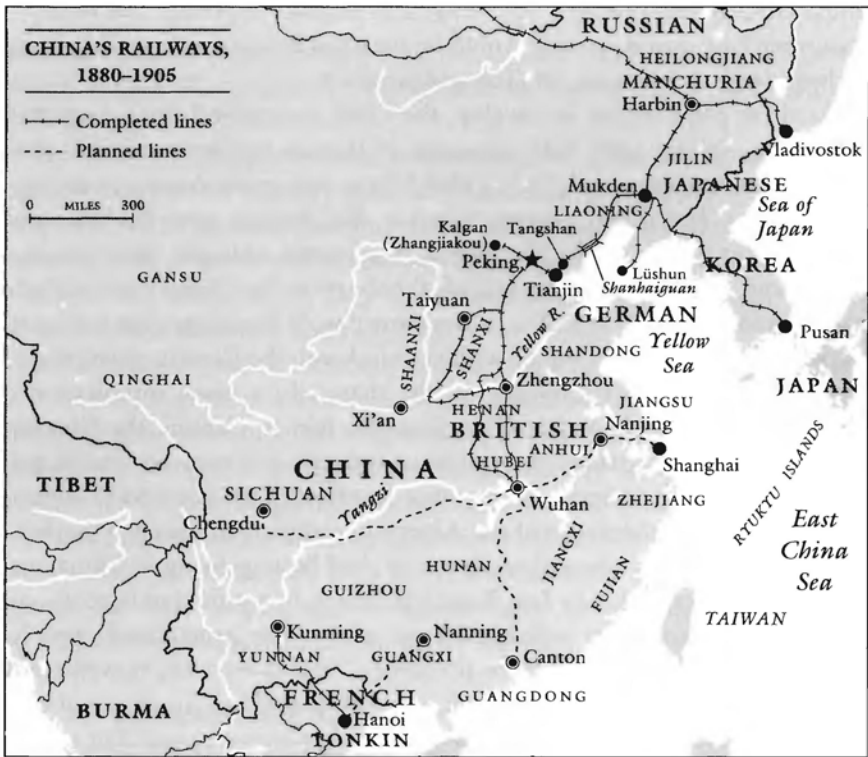 CHINA'S RAILWAYS,
1880–1905
Completed lines
Planned lines
0 MILES 300
RUSSIAN
HEILONGJIANG
MANCHURIA
Harbin
Vladivostok
JILIN
Mukden
JAPANESE
LIAONING
Sea of
Japan
Kalgan
(Zhangjiakou)
Tangshan
Peking
Tianjin
Lüshun
Shanhaiguan
KOREA
GANSU
Taiyuan
GERMAN
Pusan
SHAANXI
SHANXI
Yellow R.
SHANDONG
Yellow
Sea
QINGHAI
Zhengzhou
JAPAN
Xi'an
HENAN
JIANGSU
BRITISH
Nanjing
ANHUI
HUBEI
Shanghai
CHINA
TIBET
SICHUAN
Yangzi
Wuhan
ZHEJIANG
RYUKYU ISLANDS
Chengdu
East
China
Sea
HUNAN
JIANGXI
FUJIAN
GUIZHOU
TAIWAN
Kunming
Nanning
YUNNAN
GUANGXI
Canton
FRENCH
GUANGDONG
BURMA
Hanoi
TONKIN